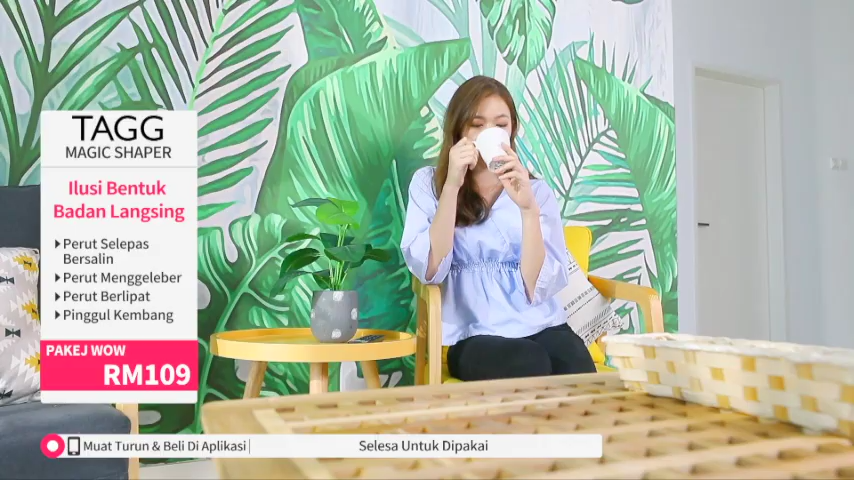 TAGG
MAGIC SHAPER
Ilusi Bentuk
Badan Langsing
Perut Selepas
Bersalin
Perut Menggeleber
Perut Berlipat
Pinggul Kembang
PAKEJ WOW
RM109
Muat Turun & Beli Di Aplikasi
Selesa Untuk Dipakai